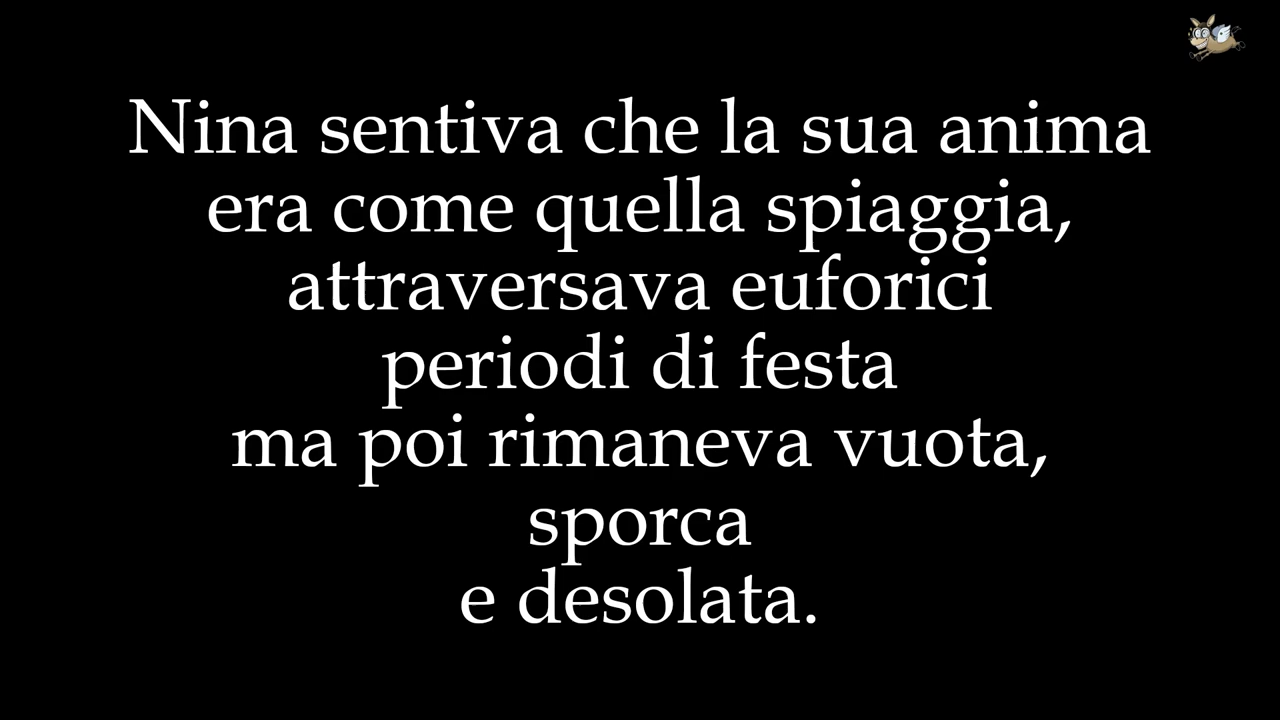 Nina sentiva che la sua anima
era come quella spiaggia,
attraversava euforici
periodi di festa
ma poi rimaneva vuota,
sporca
e desolata.